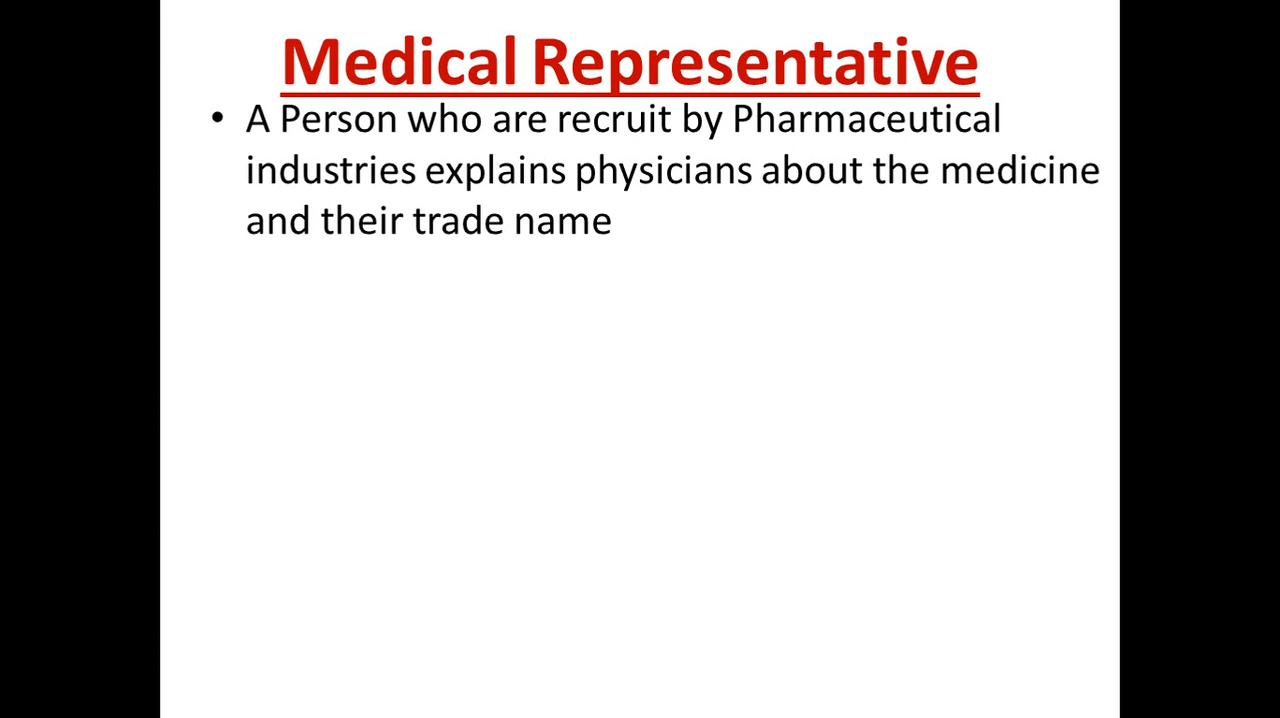 Medical Representative
• A Person who are recruit by Pharmaceutical
industries explains physicians about the medicine
and their trade name